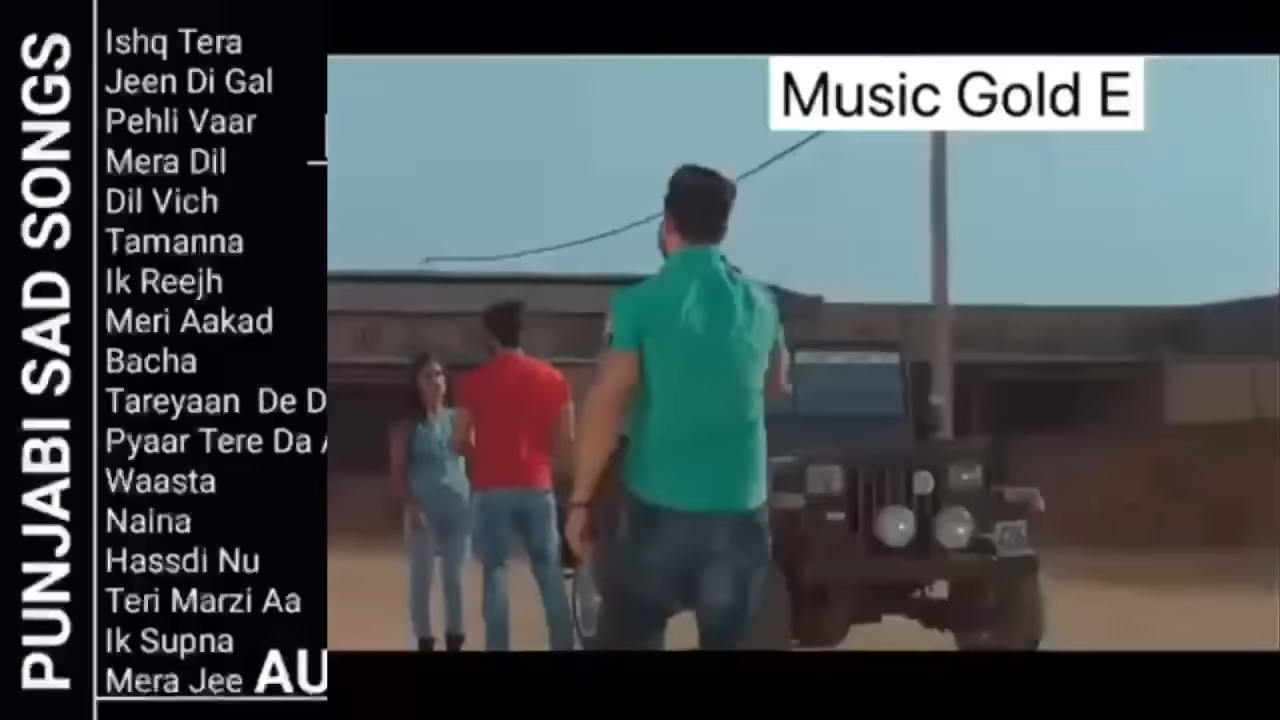 PUNJABI SAD SONGS
Ishq Tera
Jeen Di Gal
Pehli Vaar
Mera Dil
Dil Vich
Tamanna
Ik Reejh
Meri Aakad
Bacha
Tareyaan De D
Pyaar Tere Da
Waasta
Naina
Hassdi Nu
Teri Marzi Aa
Ik Supna
Mera Jee AU
Music Gold E